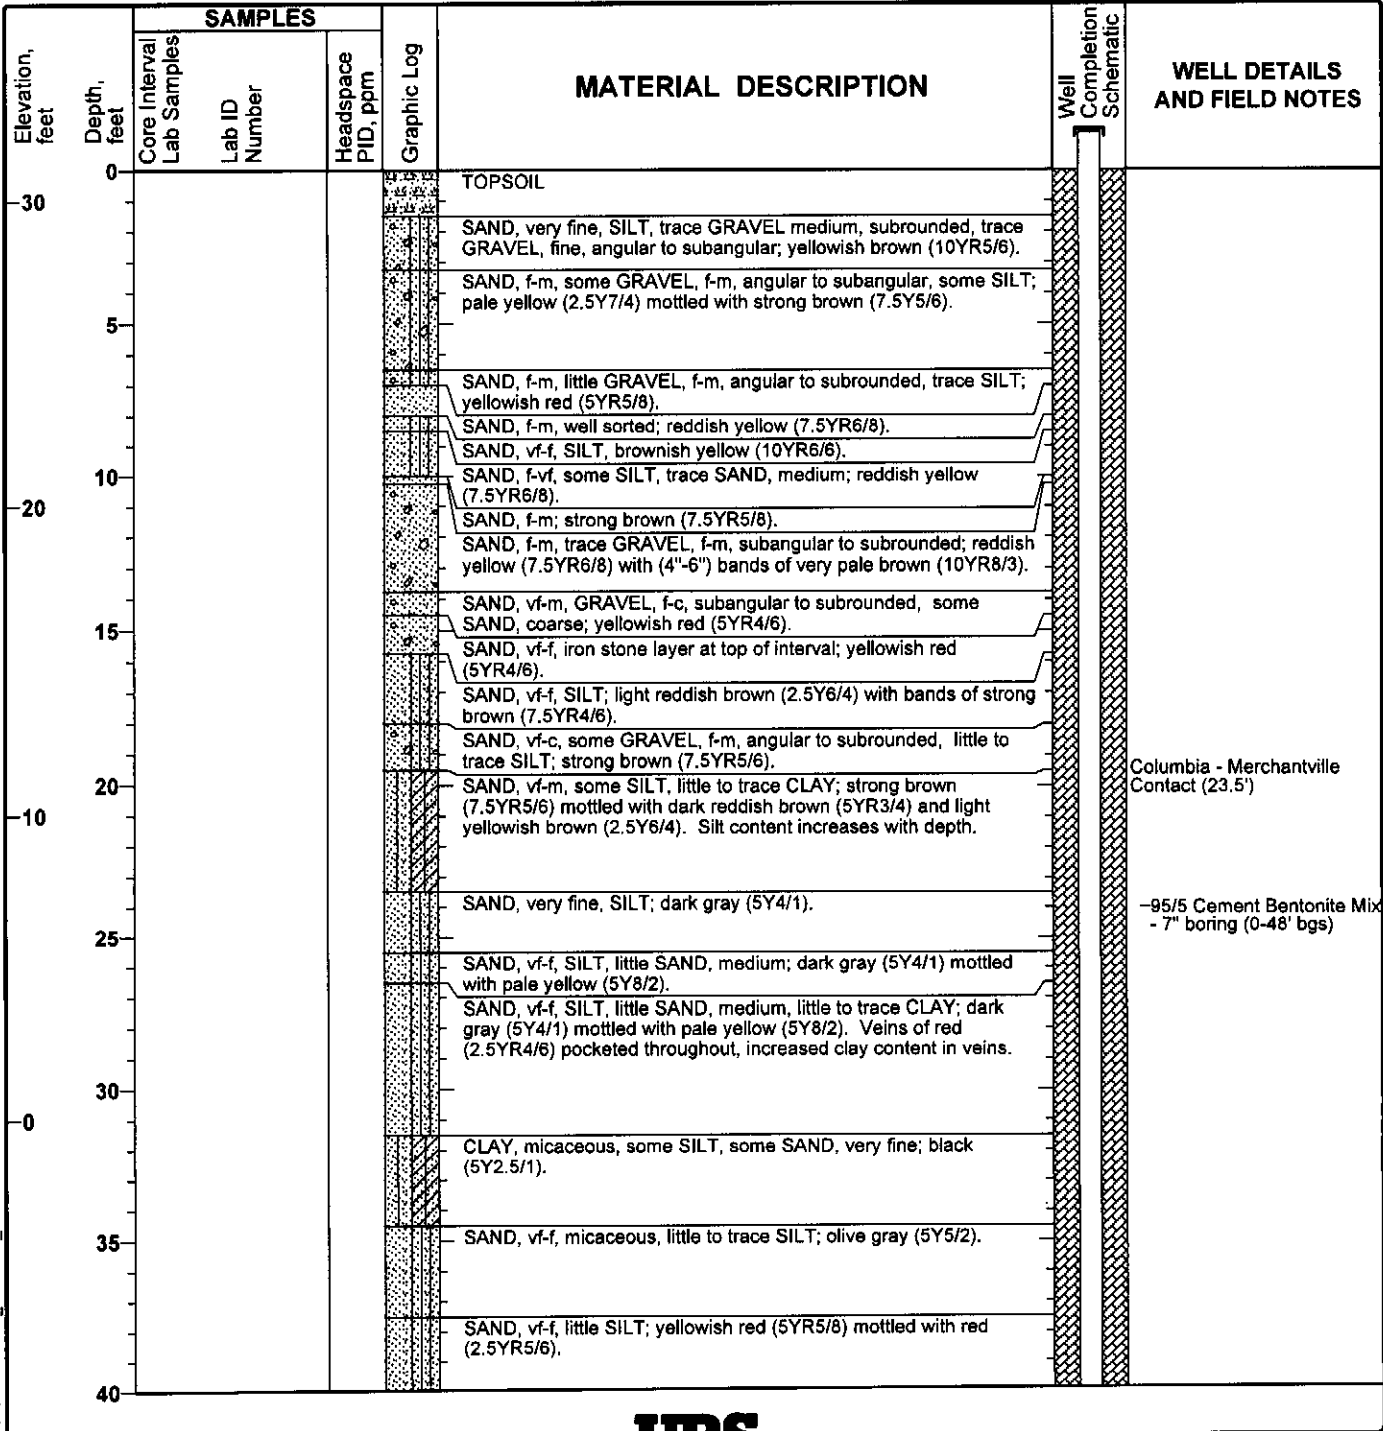 SAMPLES
Elevation,
feet
Depth,
feet
Core Interval
Lab Samples
Lab ID
Number
Headspace
PID, ppm
Graphic Log
MATERIAL DESCRIPTION
Well
Completion
Schematic
WELL DETAILS
AND FIELD NOTES
0
TOPSOIL
30
SAND, very fine, SILT, trace GRAVEL medium, subrounded, trace
GRAVEL, fine, angular to subangular; yellowish brown (10YR5/6).
SAND, f-m, some GRAVEL, f-m, angular to subangular, some SILT;
pale yellow (2.5Y7/4) mottled with strong brown (7.5Y5/6).
5
SAND, f-m, little GRAVEL, f-m, angular to subrounded, trace SILT;
yellowish red (5YR5/8).
SAND, f-m, well sorted; reddish yellow (7.5YR6/8).
SAND, vf-f, SILT, brownish yellow (10YR6/6).
10
SAND, f-vf, some SILT, trace SAND, medium; reddish yellow
(7.5YR6/8).
20
SAND, f-m; strong brown (7.5YR5/8).
SAND, f-m, trace GRAVEL, f-m, subangular to subrounded; reddish
yellow (7.5YR6/8) with (4"-6") bands of very pale brown (10YR8/3).
SAND, vf-m, GRAVEL, f-c, subangular to subrounded, some
SAND, coarse; yellowish red (5YR4/6).
15
SAND, vf-f, iron stone layer at top of interval; yellowish red
(5YR4/6).
SAND, vf-f, SILT; light reddish brown (2.5Y6/4) with bands of strong
brown (7.5YR4/6).
SAND, vf-c, some GRAVEL, f-m, angular to subrounded, little to
trace SILT; strong brown (7.5YR5/6).
Columbia - Merchantville
Contact (23.5')
20
SAND, vf-m, some SILT, little to trace CLAY; strong brown
(7.5YR5/6) mottled with dark reddish brown (5YR3/4) and light
yellowish brown (2.5Y6/4). Silt content increases with depth.
10
SAND, very fine, SILT; dark gray (5Y4/1).
95/5 Cement Bentonite Mix
- 7" boring (0-48' bgs)
25
SAND, vf-f, SILT, little SAND, medium; dark gray (5Y4/1) mottled
with pale yellow (5Y8/2).
SAND, vf-f, SILT, little SAND, medium, little to trace CLAY; dark
gray (5Y4/1) mottled with pale yellow (5Y8/2). Veins of red
(2.5YR4/6) pocketed throughout, increased clay content in veins.
30
0
CLAY, micaceous, some SILT, some SAND, very fine; black
(5Y2.5/1).
35
SAND, vf-f, micaceous, little to trace SILT; olive gray (5Y5/2).
SAND, vf-f, little SILT; yellowish red (5YR5/8) mottled with red
(2.5YR5/6).
40